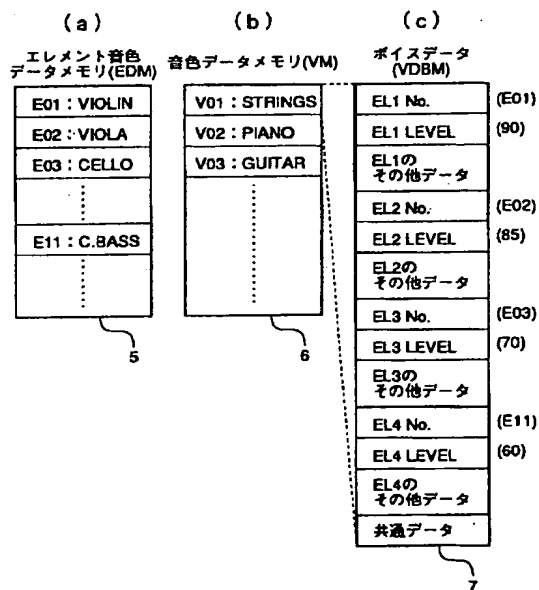 (a)
エレメント音色
データメモリ(EDM)
E01：VIOLIN
E02：VIOLA
E03：CELLO
E11：C.BASS
5
(b)
音色データメモリ(VM)
V01：STRINGS
V02：PIANO
V03：GUITAR
6
(c)
ボイスデータ
(VDBM)
EL1 No. (E01)
EL1 LEVEL (90)
EL1の
その他データ
EL2 No. (E02)
EL2 LEVEL (85)
EL2の
その他データ
EL3 No. (E03)
EL3 LEVEL (70)
EL3の
その他データ
EL4 No. (E11)
EL4 LEVEL (60)
EL4の
その他データ
共通データ
7